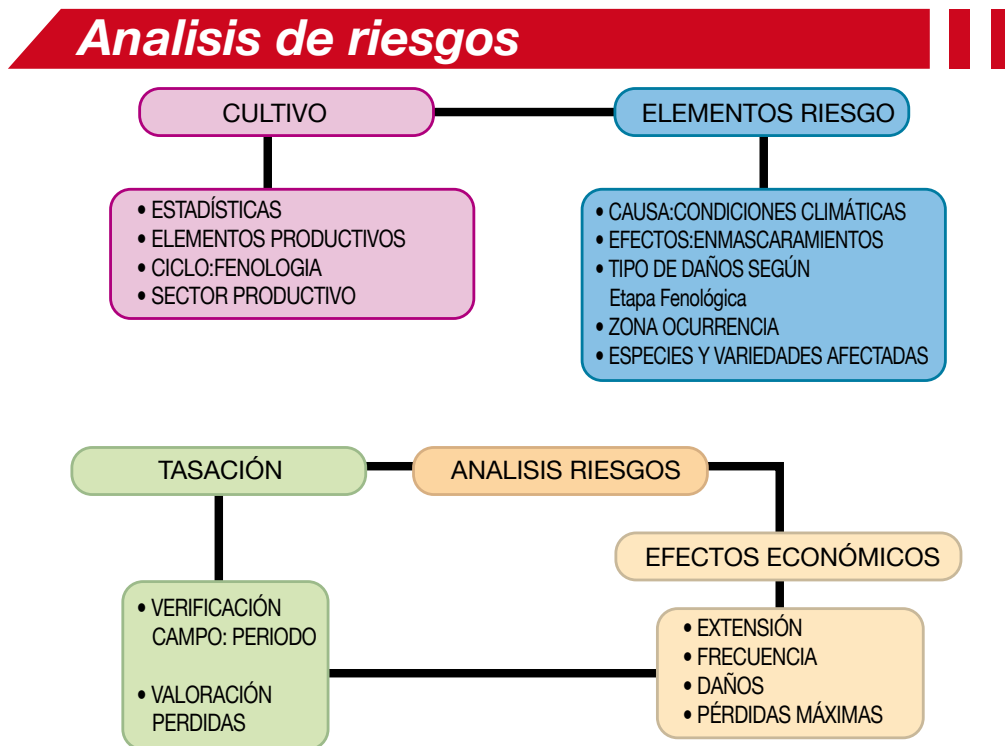 Analisis de riesgos
CULTIVO
ELEMENTOS RIESGO
• ESTADÍSTICAS
• ELEMENTOS PRODUCTIVOS
• CICLO:FENOLOGIA
• SECTOR PRODUCTIVO
• CAUSA:CONDICIONES CLIMÁTICAS
• EFECTOS:ENMASCARAMIENTOS
• TIPO DE DAÑOS SEGÚN
Etapa Fenológica
• ZONA OCURRENCIA
• ESPECIES Y VARIEDADES AFECTADAS
TASACIÓN
ANALISIS RIESGOS
EFECTOS ECONÓMICOS
• VERIFICACIÓN
CAMPO: PERIODO
• VALORACIÓN
PERDIDAS
• EXTENSIÓN
• FRECUENCIA
• DAÑOS
• PÉRDIDAS MÁXIMAS